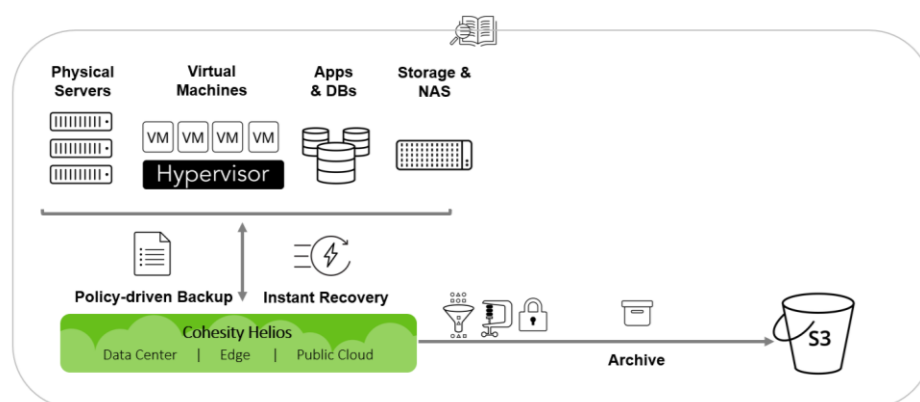 Physical
Servers
Virtual
Machines
Apps
& DBs
Storage &
NAS
VM VM VM VM
Hypervisor
Policy-driven Backup
Instant Recovery
Cohesity Helios
Data Center | Edge | Public Cloud
Archive
S3